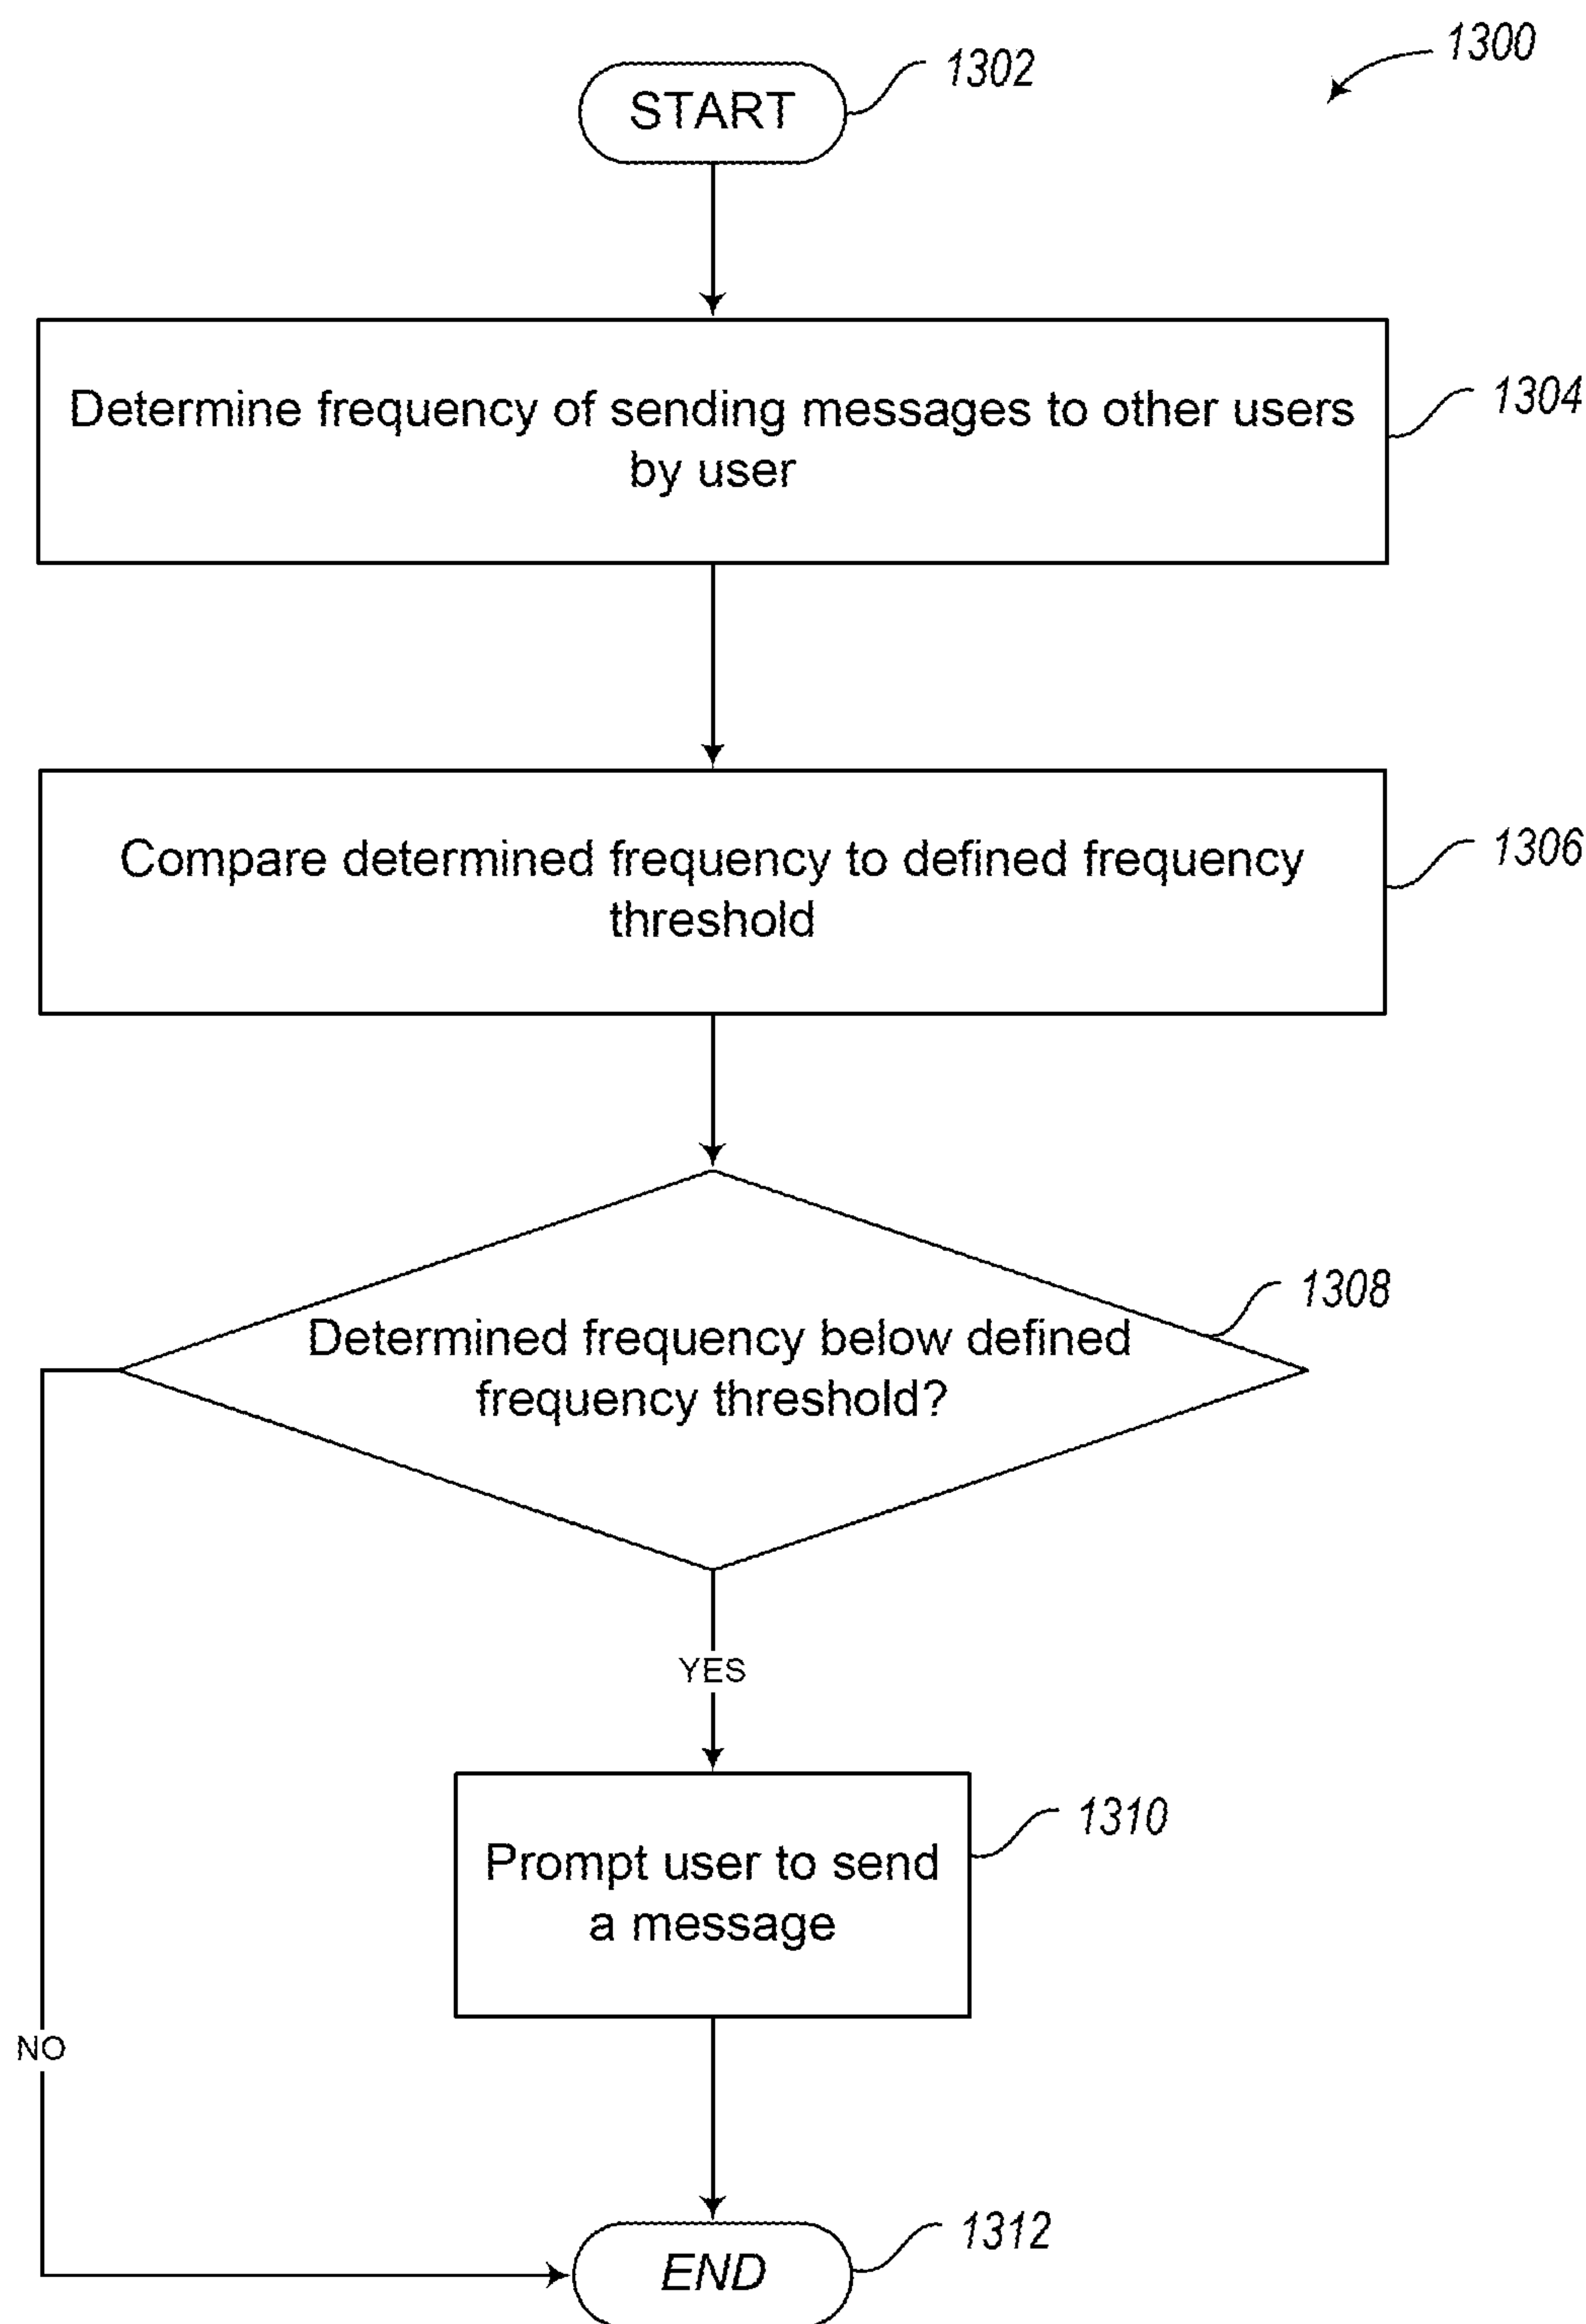 1300
START
1302
Determine frequency of sending messages to other users
by user
1304
Compare determined frequency to defined frequency
threshold
1306
Determined frequency below defined
frequency threshold?
1308
YES
Prompt user to send
a message
1310
NO
END
1312